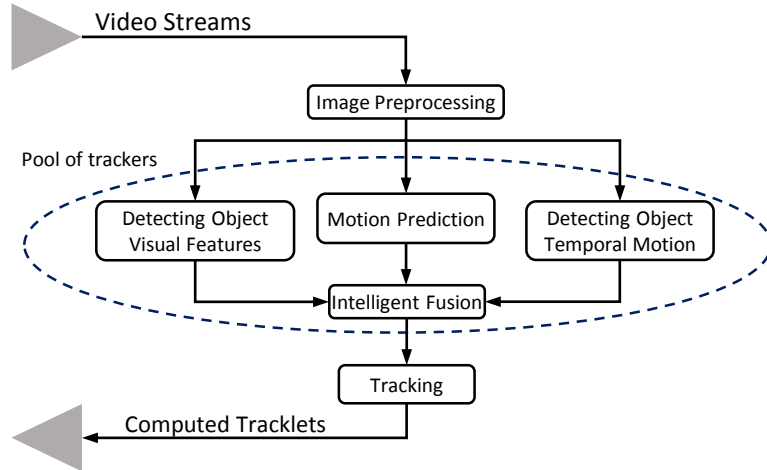 Video Streams
Image Preprocessing
Pool of trackers
Detecting Object
Visual Features
Motion Prediction
Detecting Object
Temporal Motion
Intelligent Fusion
Tracking
Computed Tracklets